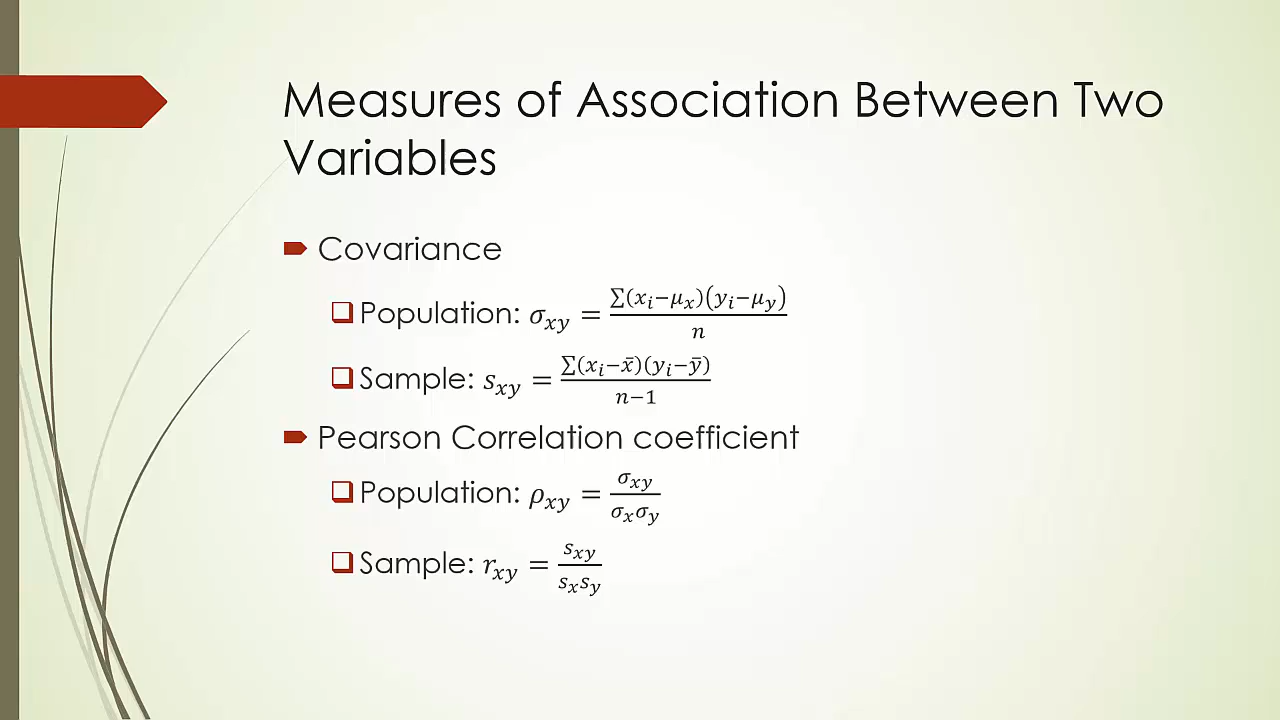 Measures of Association Between Two
Variables
Covariance
Population: σ_xy = ∑(x_i−μ_x)(y_i−μ_y) / n
Sample: s_xy = ∑(x_i−x̄)(y_i−ȳ) / n−1
Pearson Correlation coefficient
Population: ρ_xy = σ_xy / σ_xσ_y
Sample: r_xy = s_xy / s_xs_y